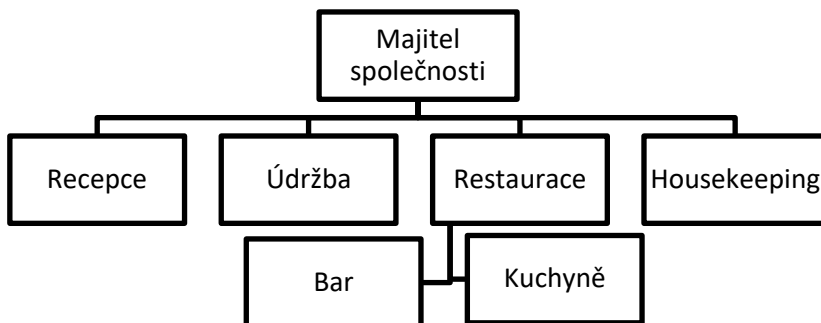 Majitel
společnosti
Recepce
Údržba
Restaurace
Housekeeping
Bar
Kuchyně